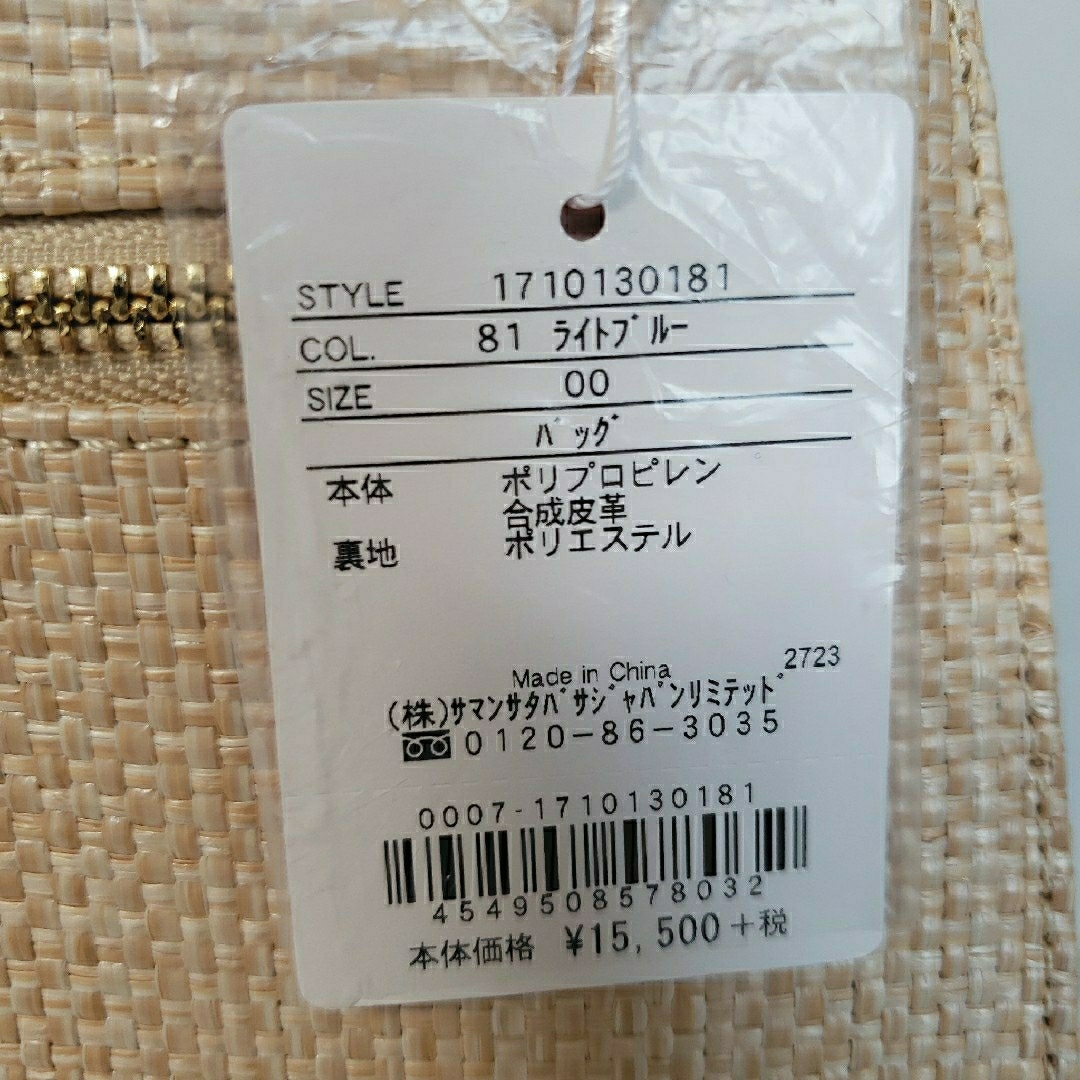 STYLE 1710130181
COL. 81 ﾗｲﾄﾌﾞﾙｰ
SIZE 00
ﾊﾞｯｸﾞ
本体 ポリプロピレン
合成皮革
裏地 ポリエステル
Made in China 2723
(株)ｻﾏﾝｻﾀﾊﾞｻｼﾞｬﾊﾟﾝﾘﾐﾃｯﾄﾞ
0120-86-3035
0007-1710130181
4549508578032
本体価格 ¥15,500+税